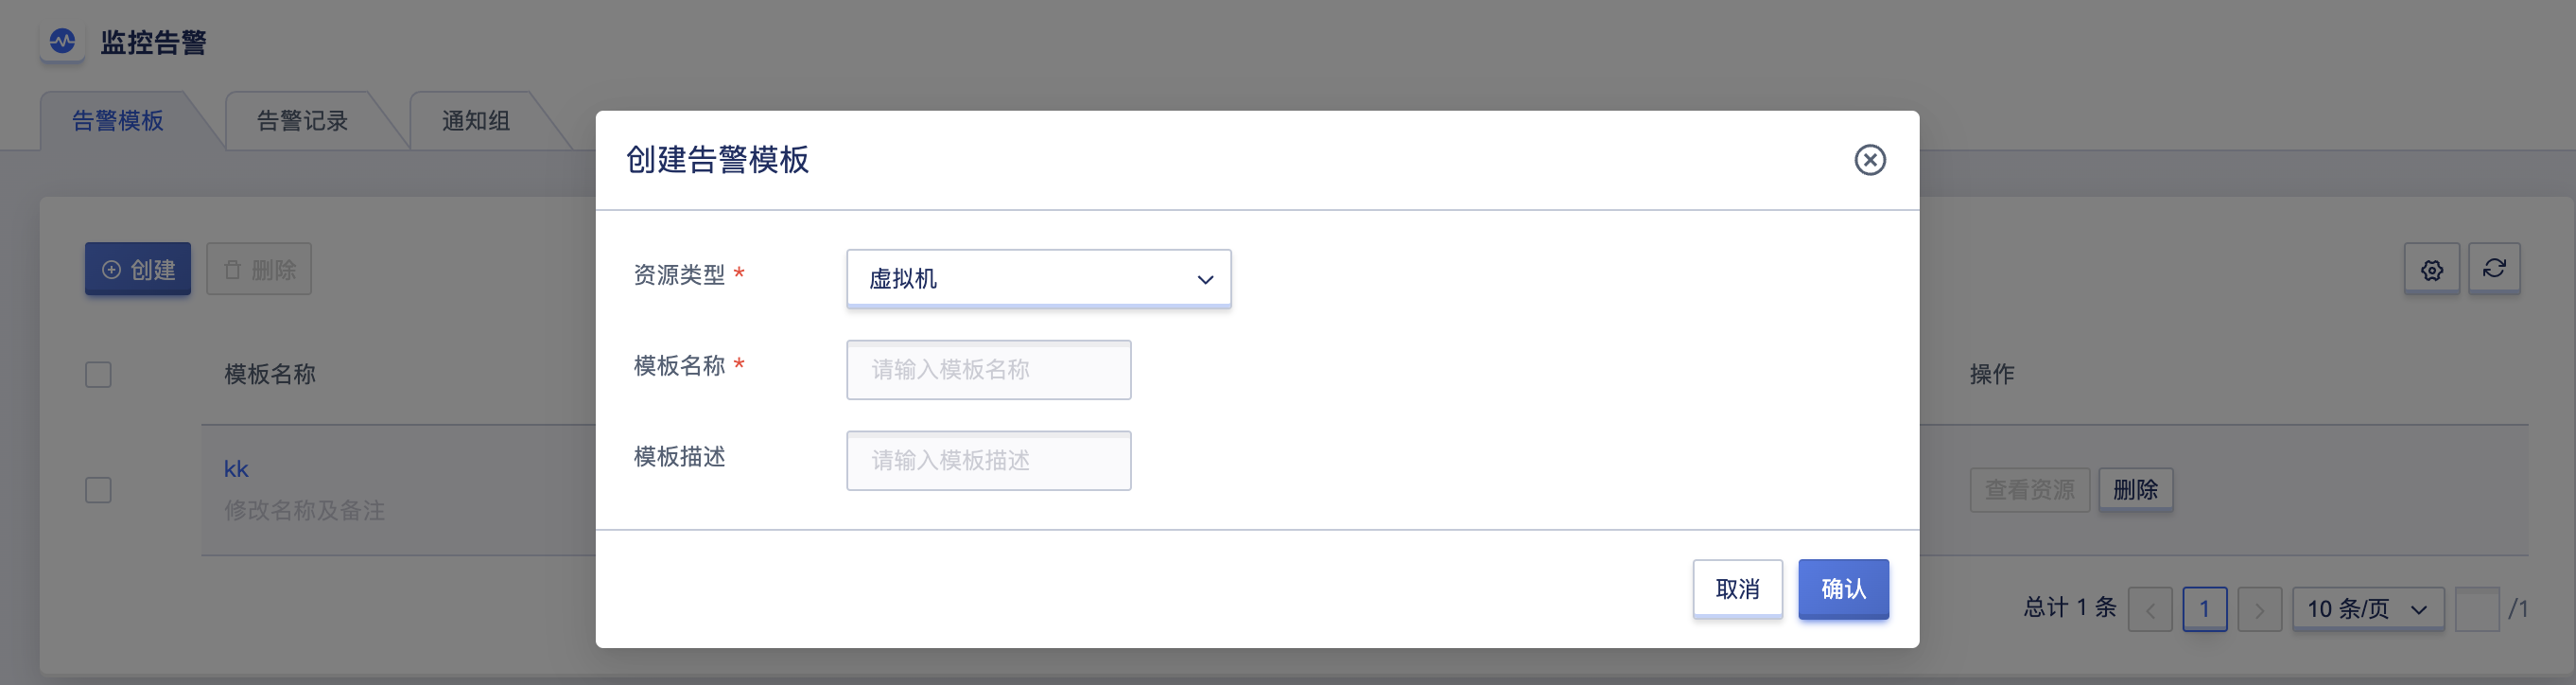 监控告警
告警模板 告警记录 通知组
创建 删除
模板名称 操作
kk
修改名称及备注
查看资源 删除
总计 1 条 1 10 条/页 /1
创建告警模板
资源类型 * 虚拟机
模板名称 * 请输入模板名称
模板描述 请输入模板描述
取消 确认